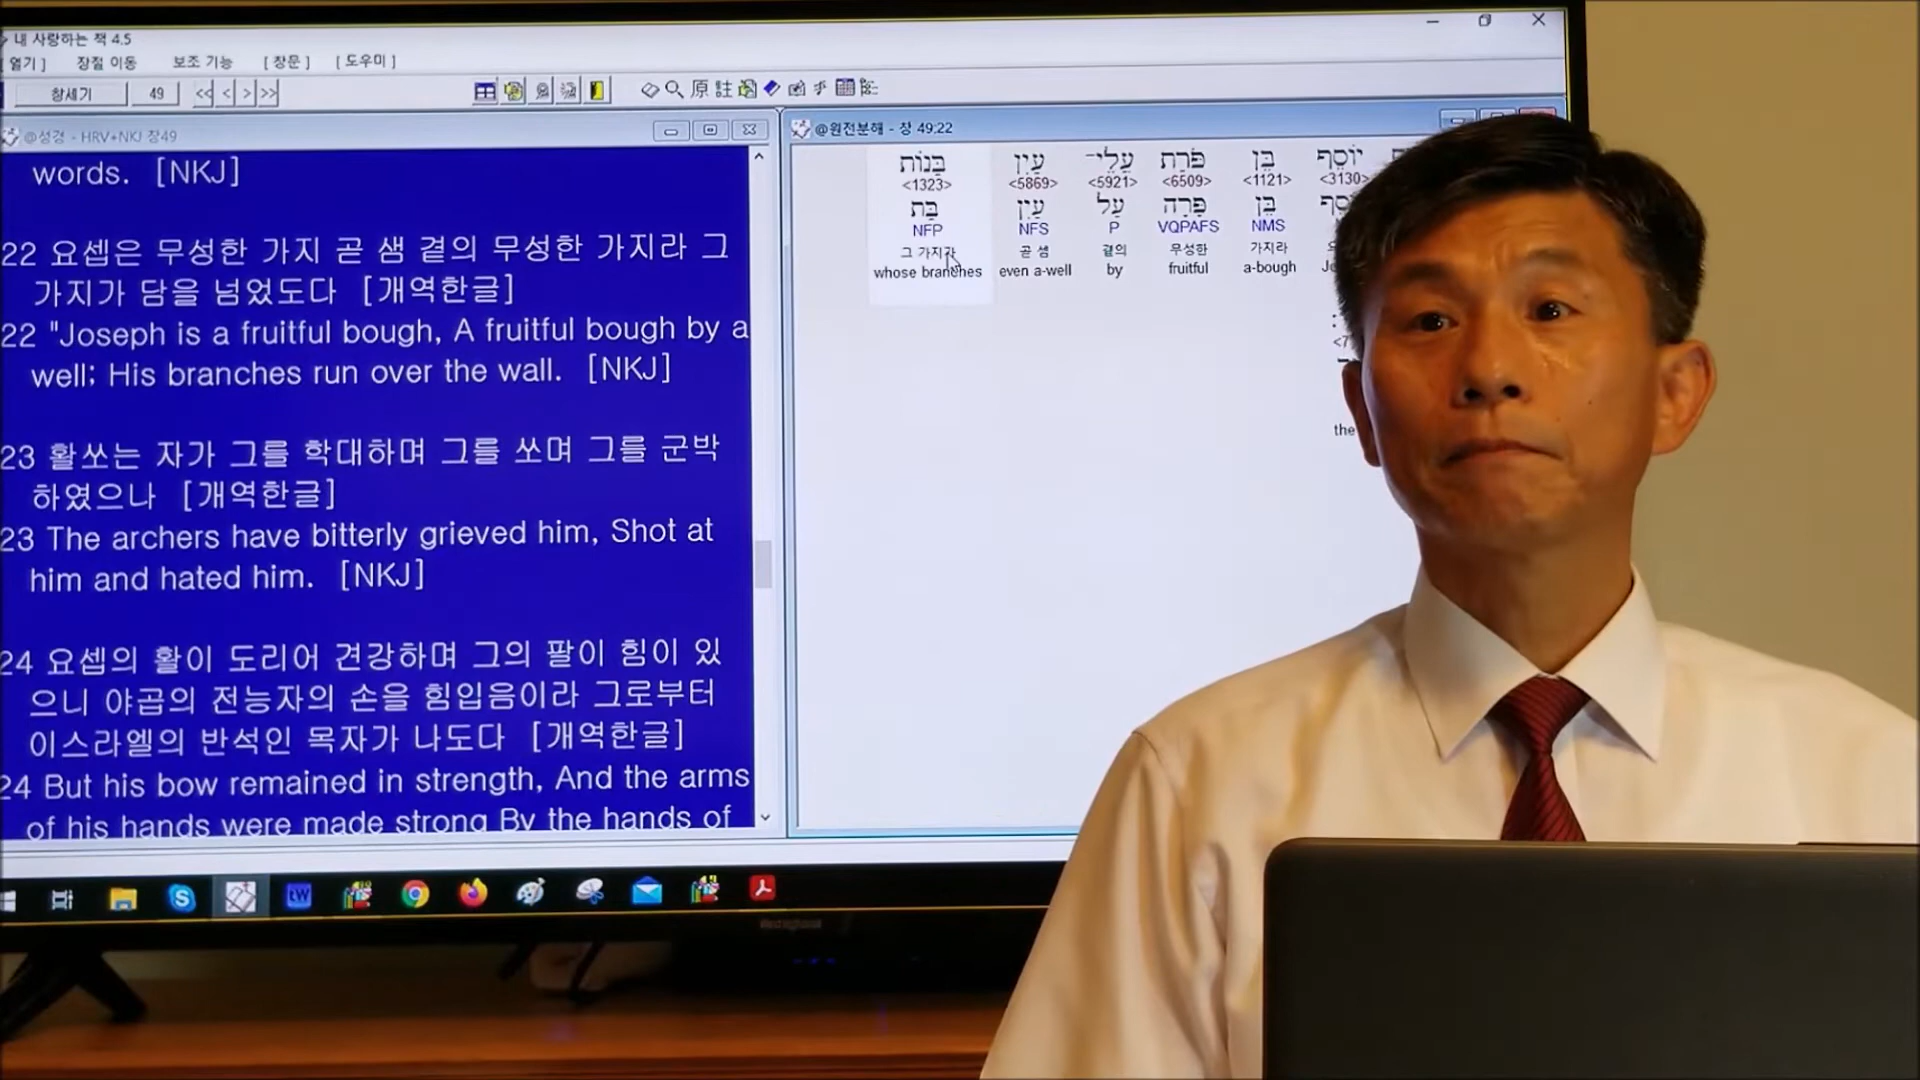 내 사랑하는 책 4.5
열기 ] 장절 이동 보조 기능 [ 창문 ] [ 도우미 ]
창세기 49 << < > >>
原 註
@성경 - HRV+NKJ 창49
words. [NKJ]
22 요셉은 무성한 가지 곧 샘 곁의 무성한 가지라 그
가지가 담을 넘었도다 [개역한글]
22 "Joseph is a fruitful bough, A fruitful bough by a
well; His branches run over the wall. [NKJ]
23 활쏘는 자가 그를 학대하며 그를 쏘며 그를 군박
하였으나 [개역한글]
23 The archers have bitterly grieved him, Shot at
him and hated him. [NKJ]
24 요셉의 활이 도리어 건강하며 그의 팔이 힘이 있
으니 야곱의 전능자의 손을 힘입음이라 그로부터
이스라엘의 반석인 목자가 나도다 [개역한글]
24 But his bow remained in strength, And the arms
of his hands were made strong By the hands of
@원전분해 - 창 49:22
בָּנוֹת עַיִן עֲלֵי־ פֹּרָת בֵּן יוֹסֵף
<1323> <5869> <5921> <6509> <1121> <3130>
בַּת עַיִן עַל פָּרָה בֵּן
NFP NFS P VQPAFS NMS
그 가지가 곧 샘 곁의 무성한 가지라
whose branches even a-well by fruitful a-bough
the
Westinghouse